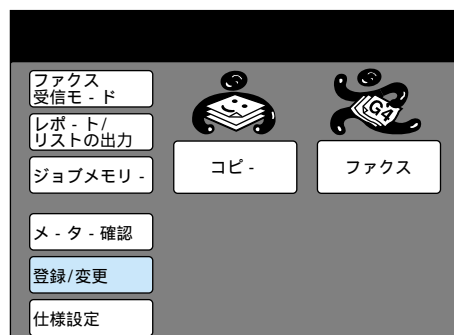 ファクス
受信モ-ド
レポ-ト/
リストの出力
ジョブメモリ-
メ-タ-確認
登録/変更
仕様設定
G4
コピ-
ファクス